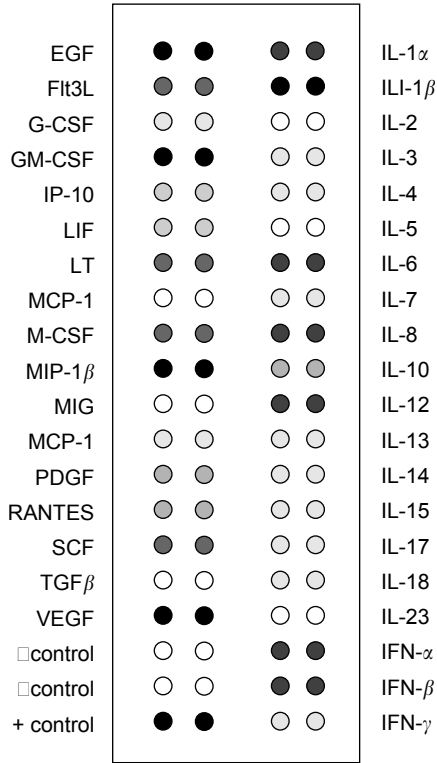 EGF IL-1α
Flt3L ILI-1β
G-CSF IL-2
GM-CSF IL-3
IP-10 IL-4
LIF IL-5
LT IL-6
MCP-1 IL-7
M-CSF IL-8
MIP-1β IL-10
MIG IL-12
MCP-1 IL-13
PDGF IL-14
RANTES IL-15
SCF IL-17
TGFβ IL-18
VEGF IL-23
□control IFN-α
□control IFN-β
+ control IFN-γ